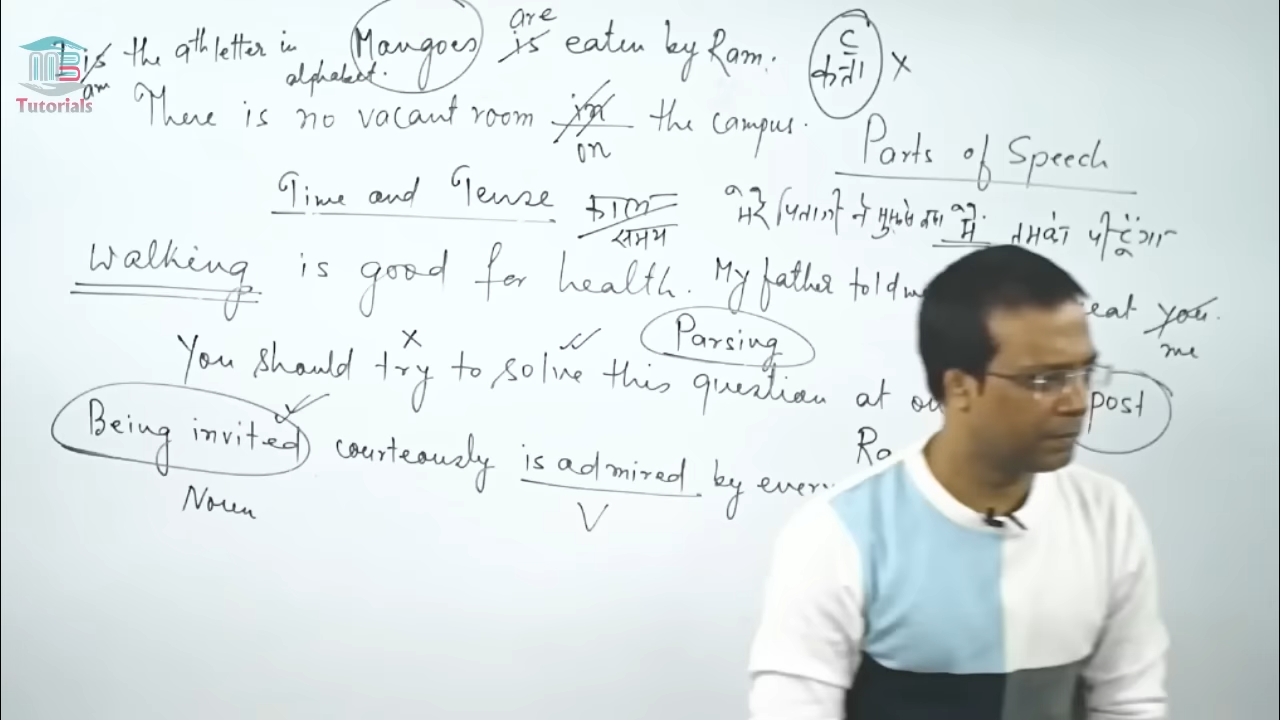 I is the 9th letter in alphabet. Mangoes is eaten by Ram. C
am are कर्ता X
Tutorials
There is no vacant room in the campus.
on
Parts of Speech
Time and Tense काल
समय
मेरे पिताजी ने मुझसे कहा
Walking is good for health. My father told eat you.
me
Parsing
X
You should try to solve this question at post
Being invited courteously is admired by
Noun V